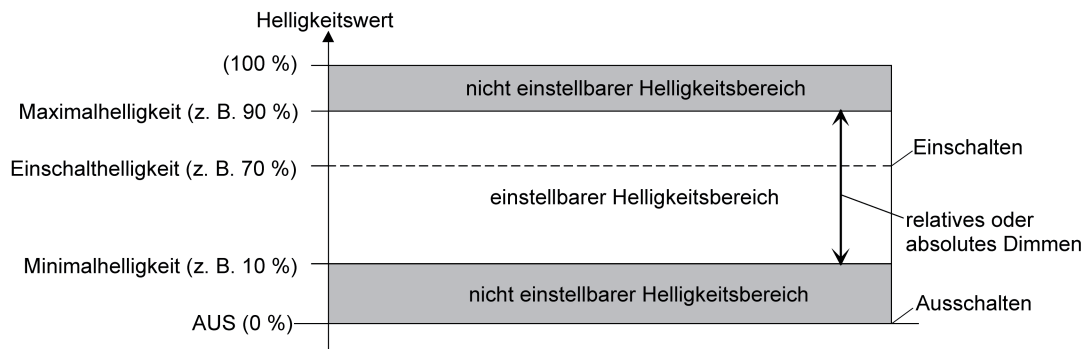 Helligkeitswert
(100 %)
nicht einstellbarer Helligkeitsbereich
Maximalhelligkeit (z. B. 90 %)
Einschalten
Einschalthelligkeit (z. B. 70 %)
einstellbarer Helligkeitsbereich
relatives oder
absolutes Dimmen
Minimalhelligkeit (z. B. 10 %)
nicht einstellbarer Helligkeitsbereich
Ausschalten
AUS (0 %)